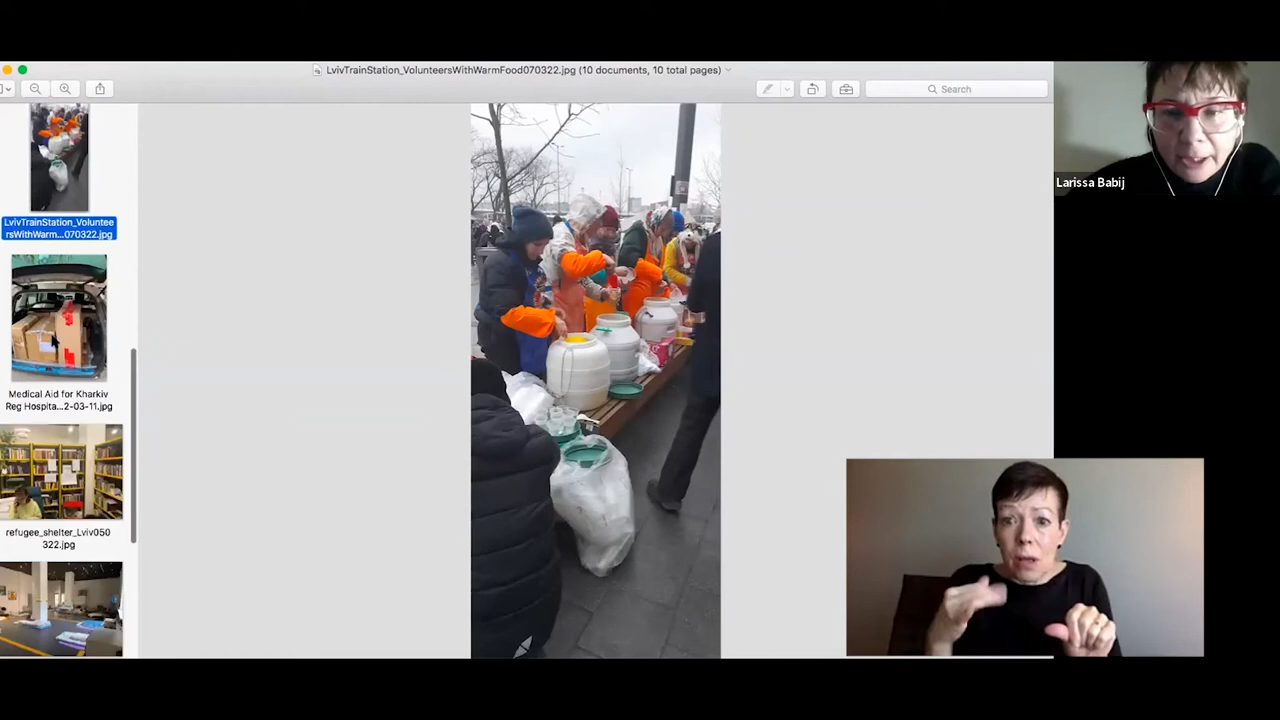 LvivTrainStation_VolunteersWithWarmFood070322.jpg (10 documents, 10 total pages)
Search
LvivTrainStation_Voluntee
rsWithWarm...070322.jpg
Medical Aid for Kharkiv
Reg Hospita...2-03-11.jpg
refugee_shelter_Lviv050
322.jpg
Larissa Babij